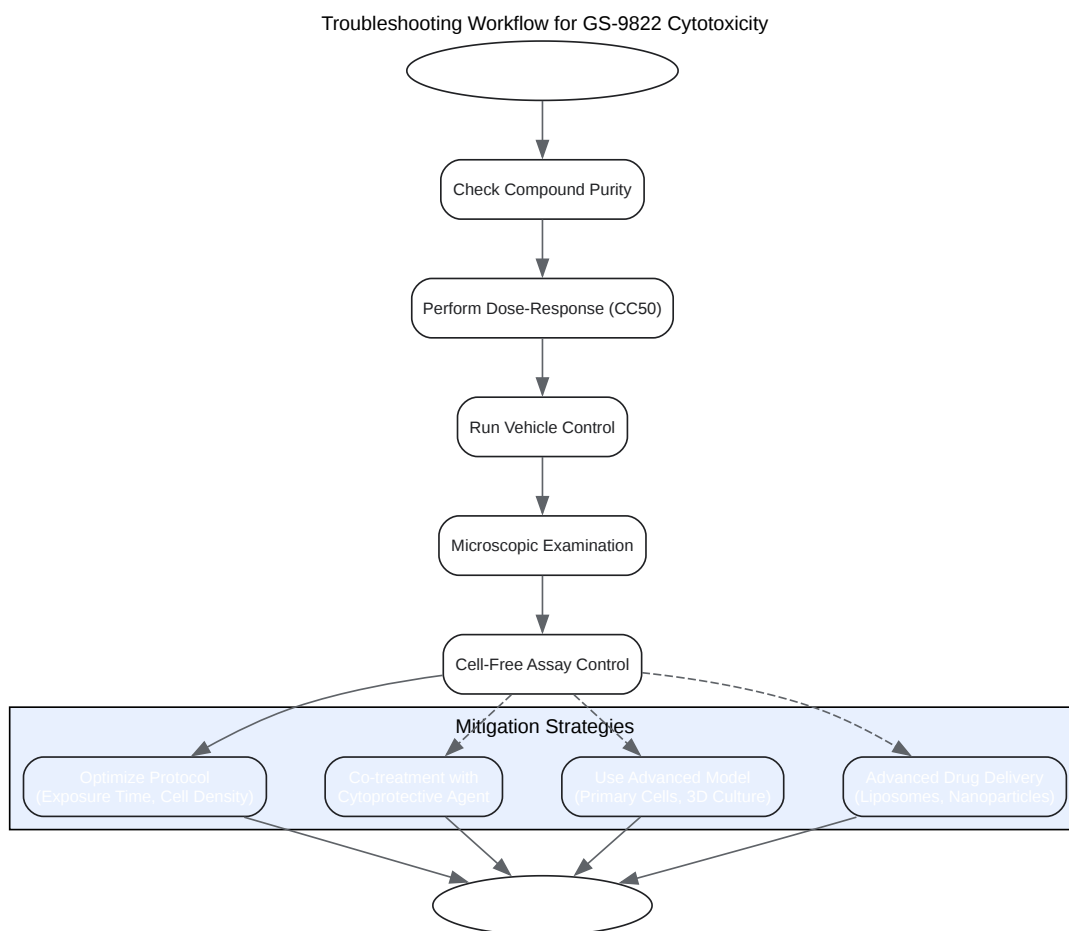 Troubleshooting Workflow for GS-9822 Cytotoxicity
Check Compound Purity
Perform Dose-Response (CC50)
Run Vehicle Control
Microscopic Examination
Cell-Free Assay Control
Mitigation Strategies
Optimize Protocol
(Exposure Time, Cell Density)
Co-treatment with
Cytoprotective Agent
Use Advanced Model
(Primary Cells, 3D Culture)
Advanced Drug Delivery
(Liposomes, Nanoparticles)